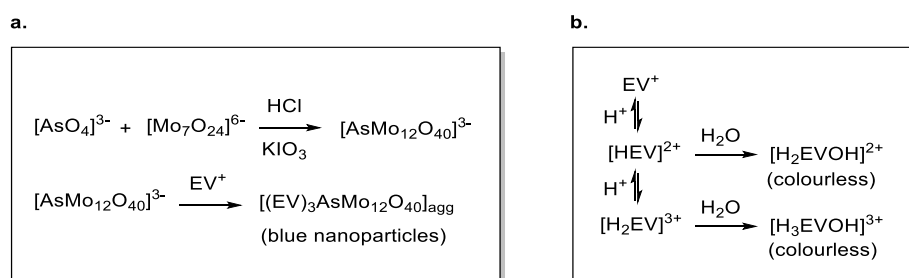 a.
HCl
[AsO₄]³⁻ + [Mo₇O₂₄]⁶⁻ → [AsMo₁₂O₄₀]³⁻
KIO₃
EV⁺
[AsMo₁₂O₄₀]³⁻ → [(EV)₃AsMo₁₂O₄₀]agg
(blue nanoparticles)
b.
EV⁺
H⁺
H₂O
[HEV]²⁺ → [H₂EVOH]²⁺
(colourless)
H⁺
H₂O
[H₂EV]³⁺ → [H₃EVOH]³⁺
(colourless)